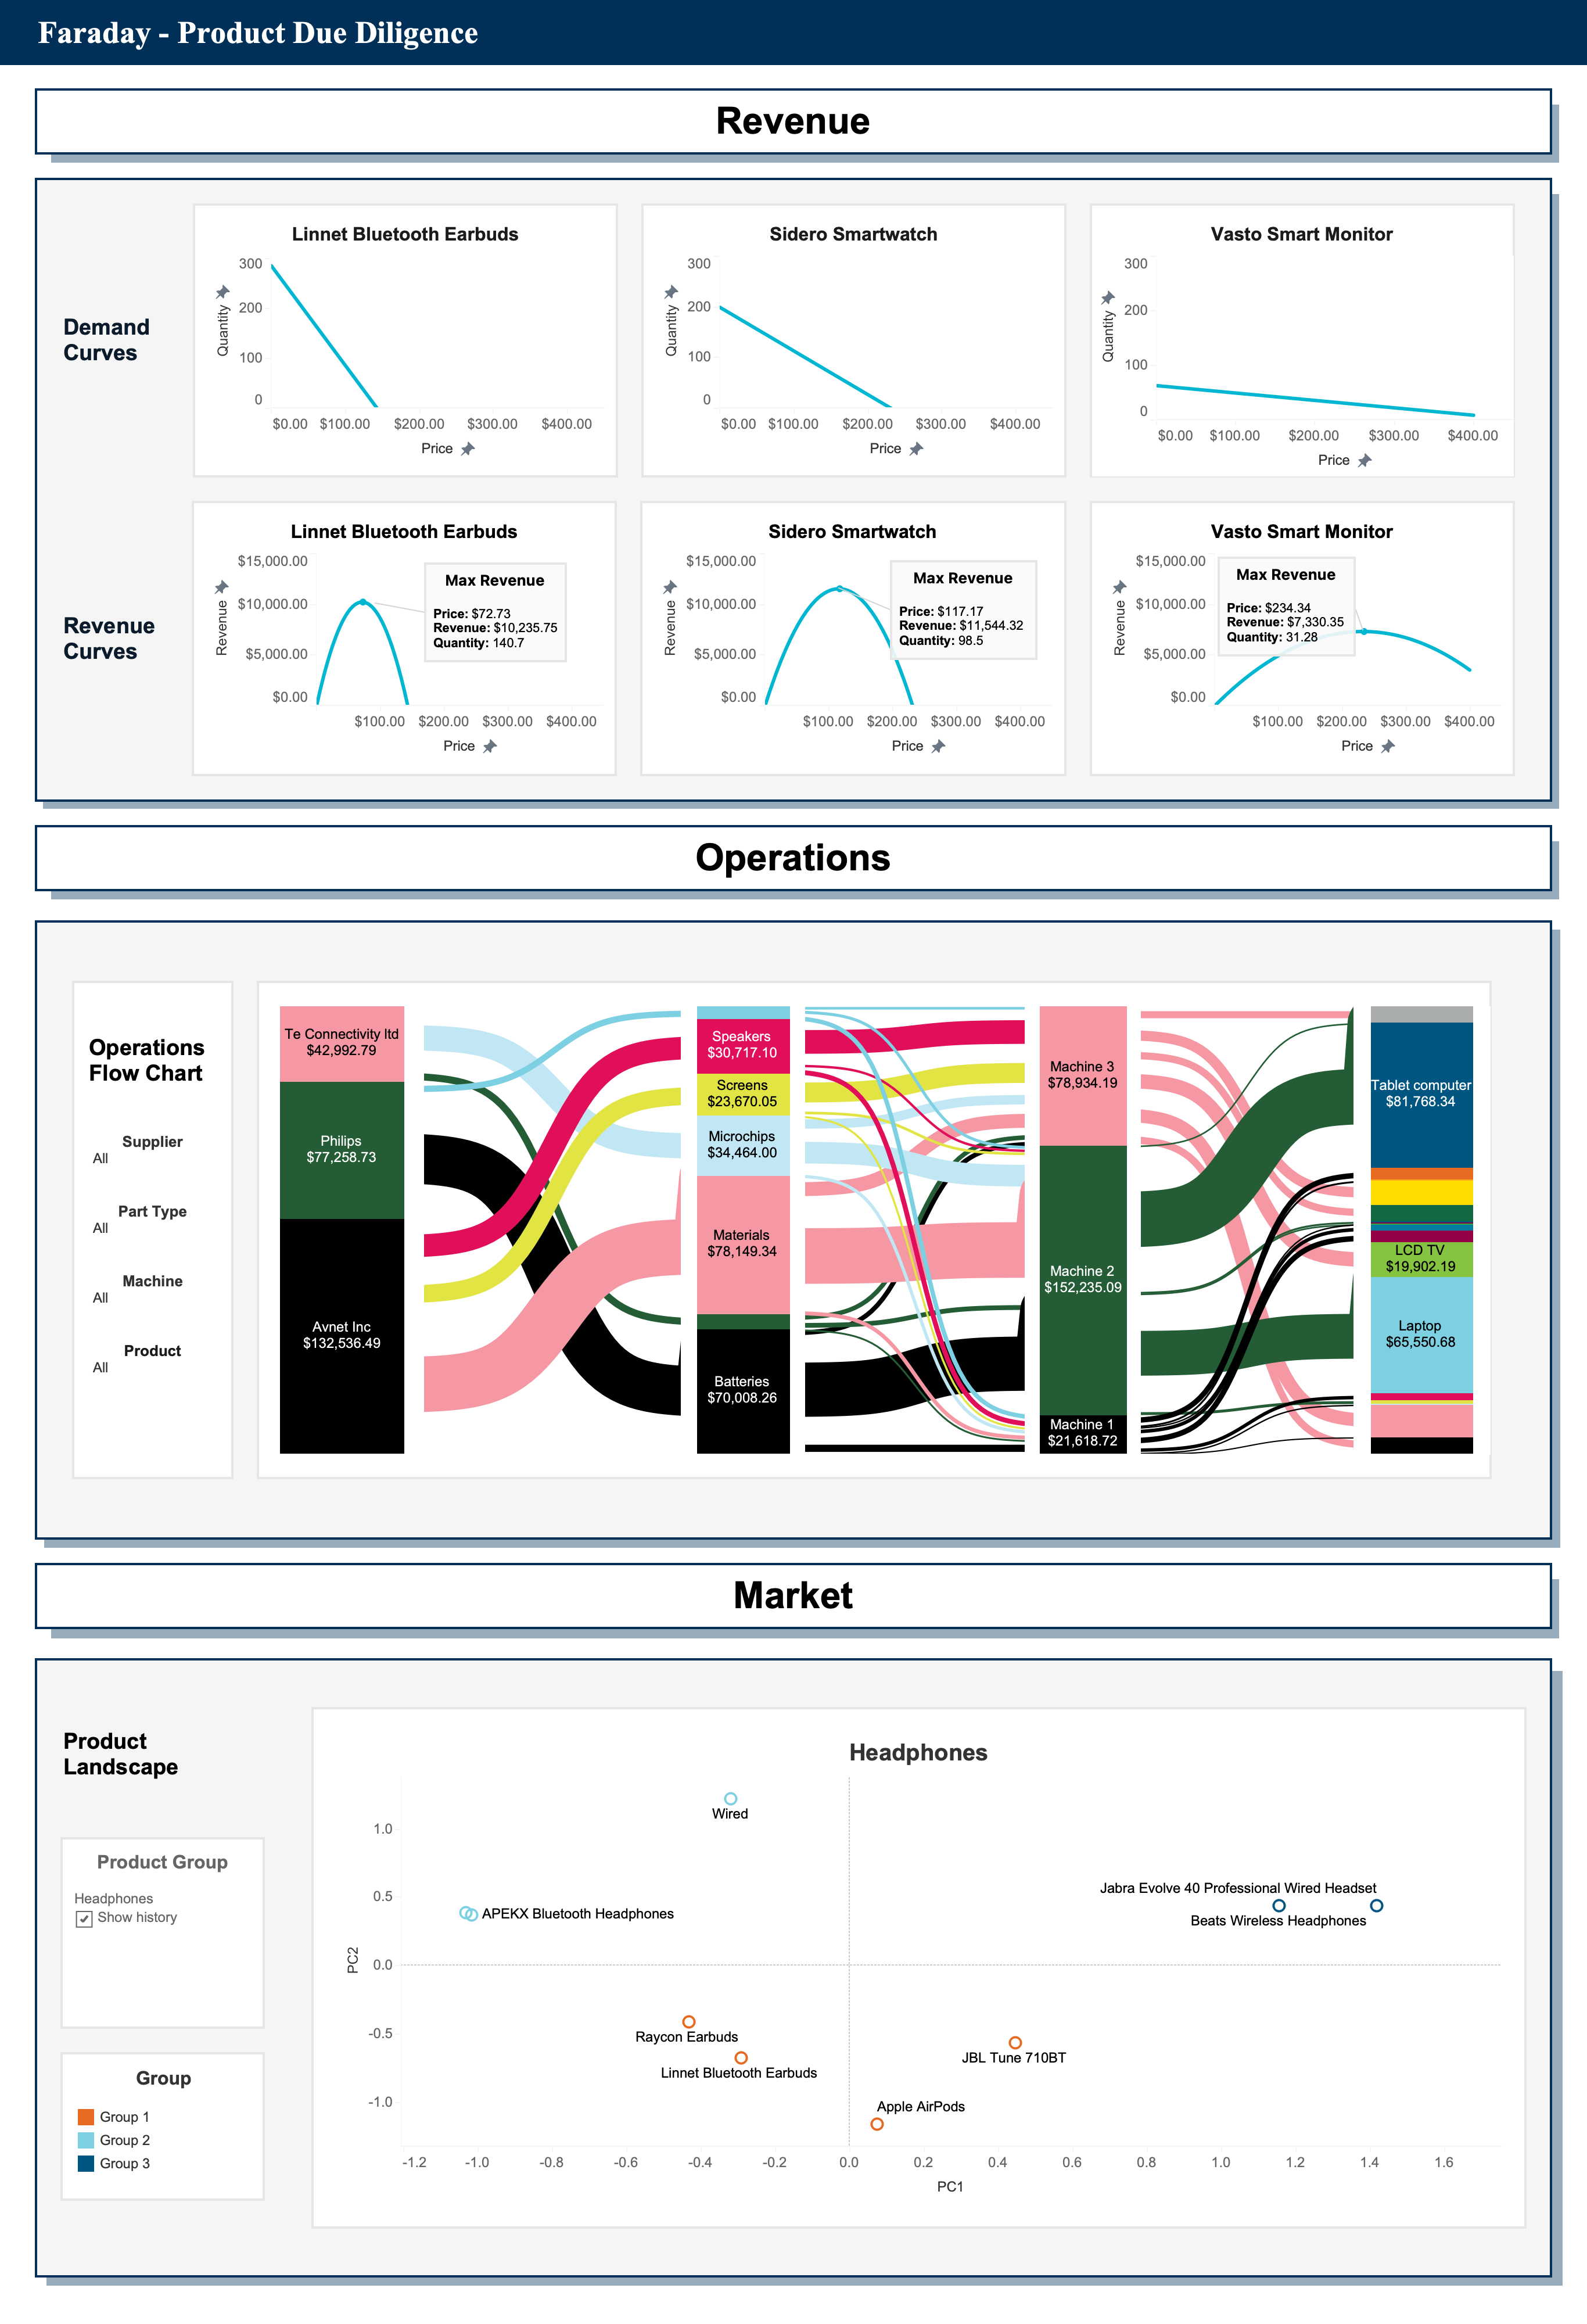 Faraday - Product Due Diligence
Revenue
Demand
Curves
Linnet Bluetooth Earbuds
300
200
100
0
Quantity
$0.00 $100.00 $200.00 $300.00 $400.00
Price
Sidero Smartwatch
300
200
100
0
Quantity
$0.00 $100.00 $200.00 $300.00 $400.00
Price
Vasto Smart Monitor
300
200
100
0
Quantity
$0.00 $100.00 $200.00 $300.00 $400.00
Price
Revenue
Curves
Linnet Bluetooth Earbuds
$15,000.00
$10,000.00
$5,000.00
$0.00
Revenue
Max Revenue
Price: $72.73
Revenue: $10,235.75
Quantity: 140.7
$100.00 $200.00 $300.00 $400.00
Price
Sidero Smartwatch
$15,000.00
$10,000.00
$5,000.00
$0.00
Revenue
Max Revenue
Price: $117.17
Revenue: $11,544.32
Quantity: 98.5
$100.00 $200.00 $300.00 $400.00
Price
Vasto Smart Monitor
$15,000.00
$10,000.00
$5,000.00
$0.00
Revenue
Max Revenue
Price: $234.34
Revenue: $7,330.35
Quantity: 31.28
$100.00 $200.00 $300.00 $400.00
Price
Operations
Operations
Flow Chart
Supplier
All
Part Type
All
Machine
All
Product
All
Te Connectivity ltd
$42,992.79
Philips
$77,258.73
Avnet Inc
$132,536.49
Speakers
$30,717.10
Screens
$23,670.05
Microchips
$34,464.00
Materials
$78,149.34
Batteries
$70,008.26
Machine 3
$78,934.19
Machine 2
$152,235.09
Machine 1
$21,618.72
Tablet computer
$81,768.34
LCD TV
$19,902.19
Laptop
$65,550.68
Market
Product
Landscape
Product Group
Headphones
Show history
Group
Group 1
Group 2
Group 3
Headphones
1.0
0.5
0.0
-0.5
-1.0
PC2
Wired
APEKX Bluetooth Headphones
Jabra Evolve 40 Professional Wired Headset
Beats Wireless Headphones
Raycon Earbuds
Linnet Bluetooth Earbuds
JBL Tune 710BT
Apple AirPods
-1.2 -1.0 -0.8 -0.6 -0.4 -0.2 0.0 0.2 0.4 0.6 0.8 1.0 1.2 1.4 1.6
PC1